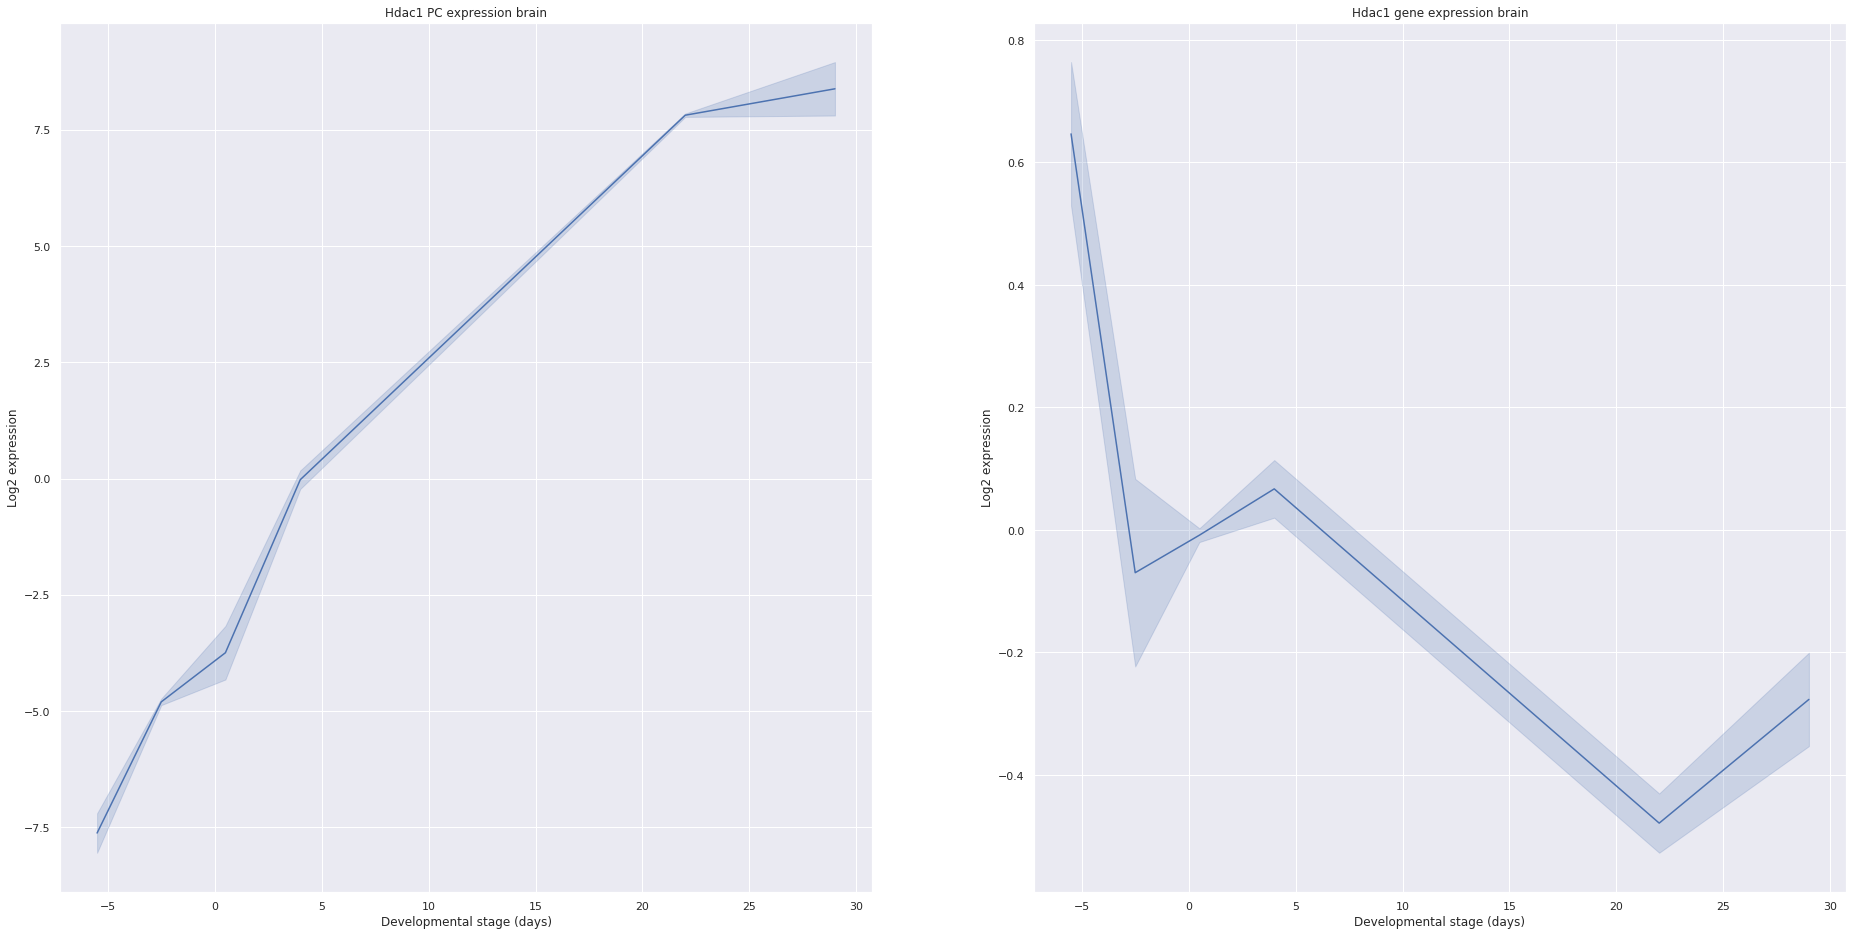 Hdac1 PC expression brain
Log2 expression
7.5
5.0
2.5
0.0
−2.5
−5.0
−7.5
−5 0 5 10 15 20 25 30
Developmental stage (days)
Hdac1 gene expression brain
Log2 expression
0.8
0.6
0.4
0.2
0.0
−0.2
−0.4
−5 0 5 10 15 20 25 30
Developmental stage (days)